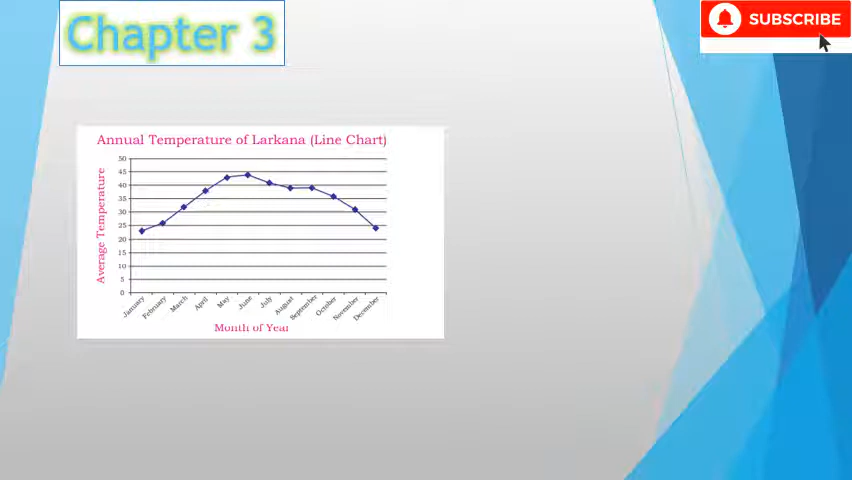 Chapter 3
SUBSCRIBE
Annual Temperature of Larkana (Line Chart)
Average Temperature
50
45
40
35
30
25
20
15
10
5
0
January
February
March
April
May
June
July
August
September
October
November
December
Month of Year